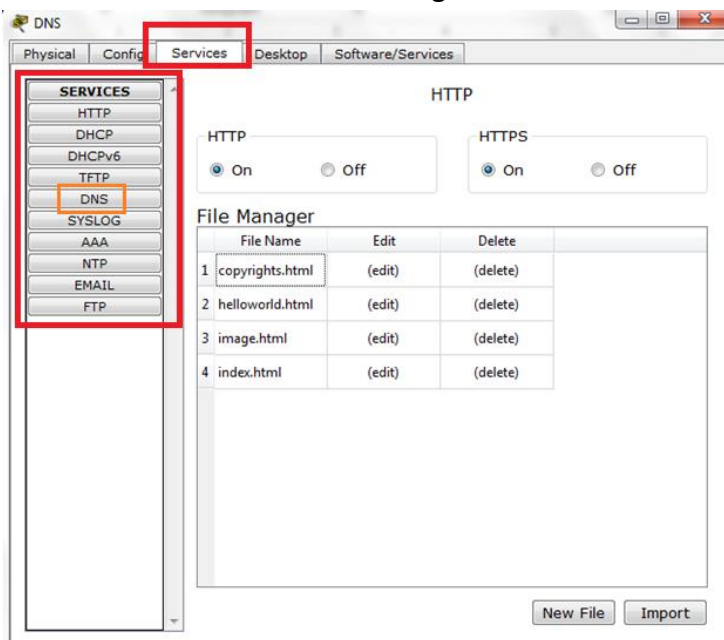 DNS
Physical Config Services Desktop Software/Services
SERVICES
HTTP
DHCP
DHCPv6
TFTP
DNS
SYSLOG
AAA
NTP
EMAIL
FTP
HTTP
HTTP
On Off
HTTPS
On Off
File Manager
File Name Edit Delete
1 copyrights.html (edit) (delete)
2 helloworld.html (edit) (delete)
3 image.html (edit) (delete)
4 index.html (edit) (delete)
New File Import